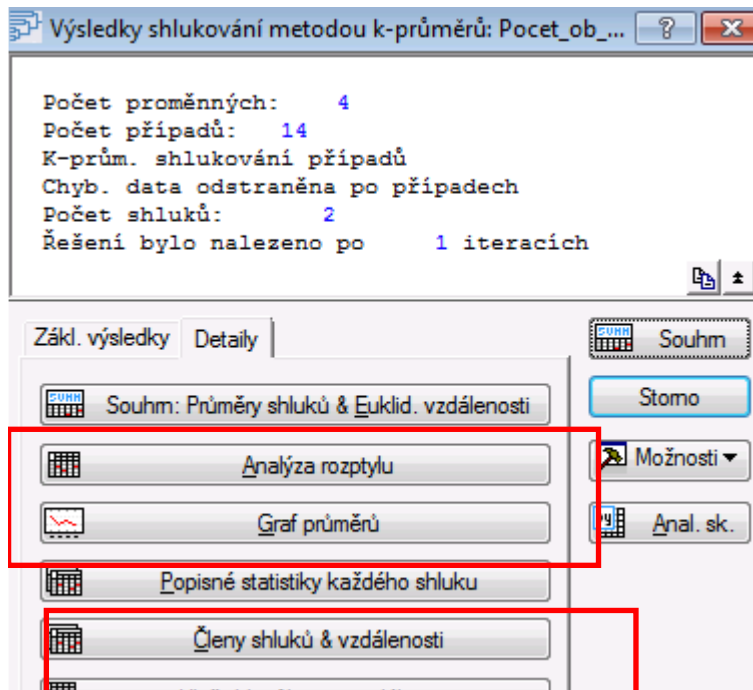 Výsledky shlukování metodou k-průměrů: Pocet_ob_...
Počet proměnných: 4
Počet případů: 14
K-prům. shlukování případů
Chyb. data odstraněna po případech
Počet shluků: 2
Řešení bylo nalezeno po 1 iteracích
Zákl. výsledky Detaily
Souhrn
Souhrn: Průměry shluků & Euklid. vzdálenosti
Storno
Analýza rozptylu
Možnosti
Graf průměrů
Anal. sk.
Popisné statistiky každého shluku
Členy shluků & vzdálenosti